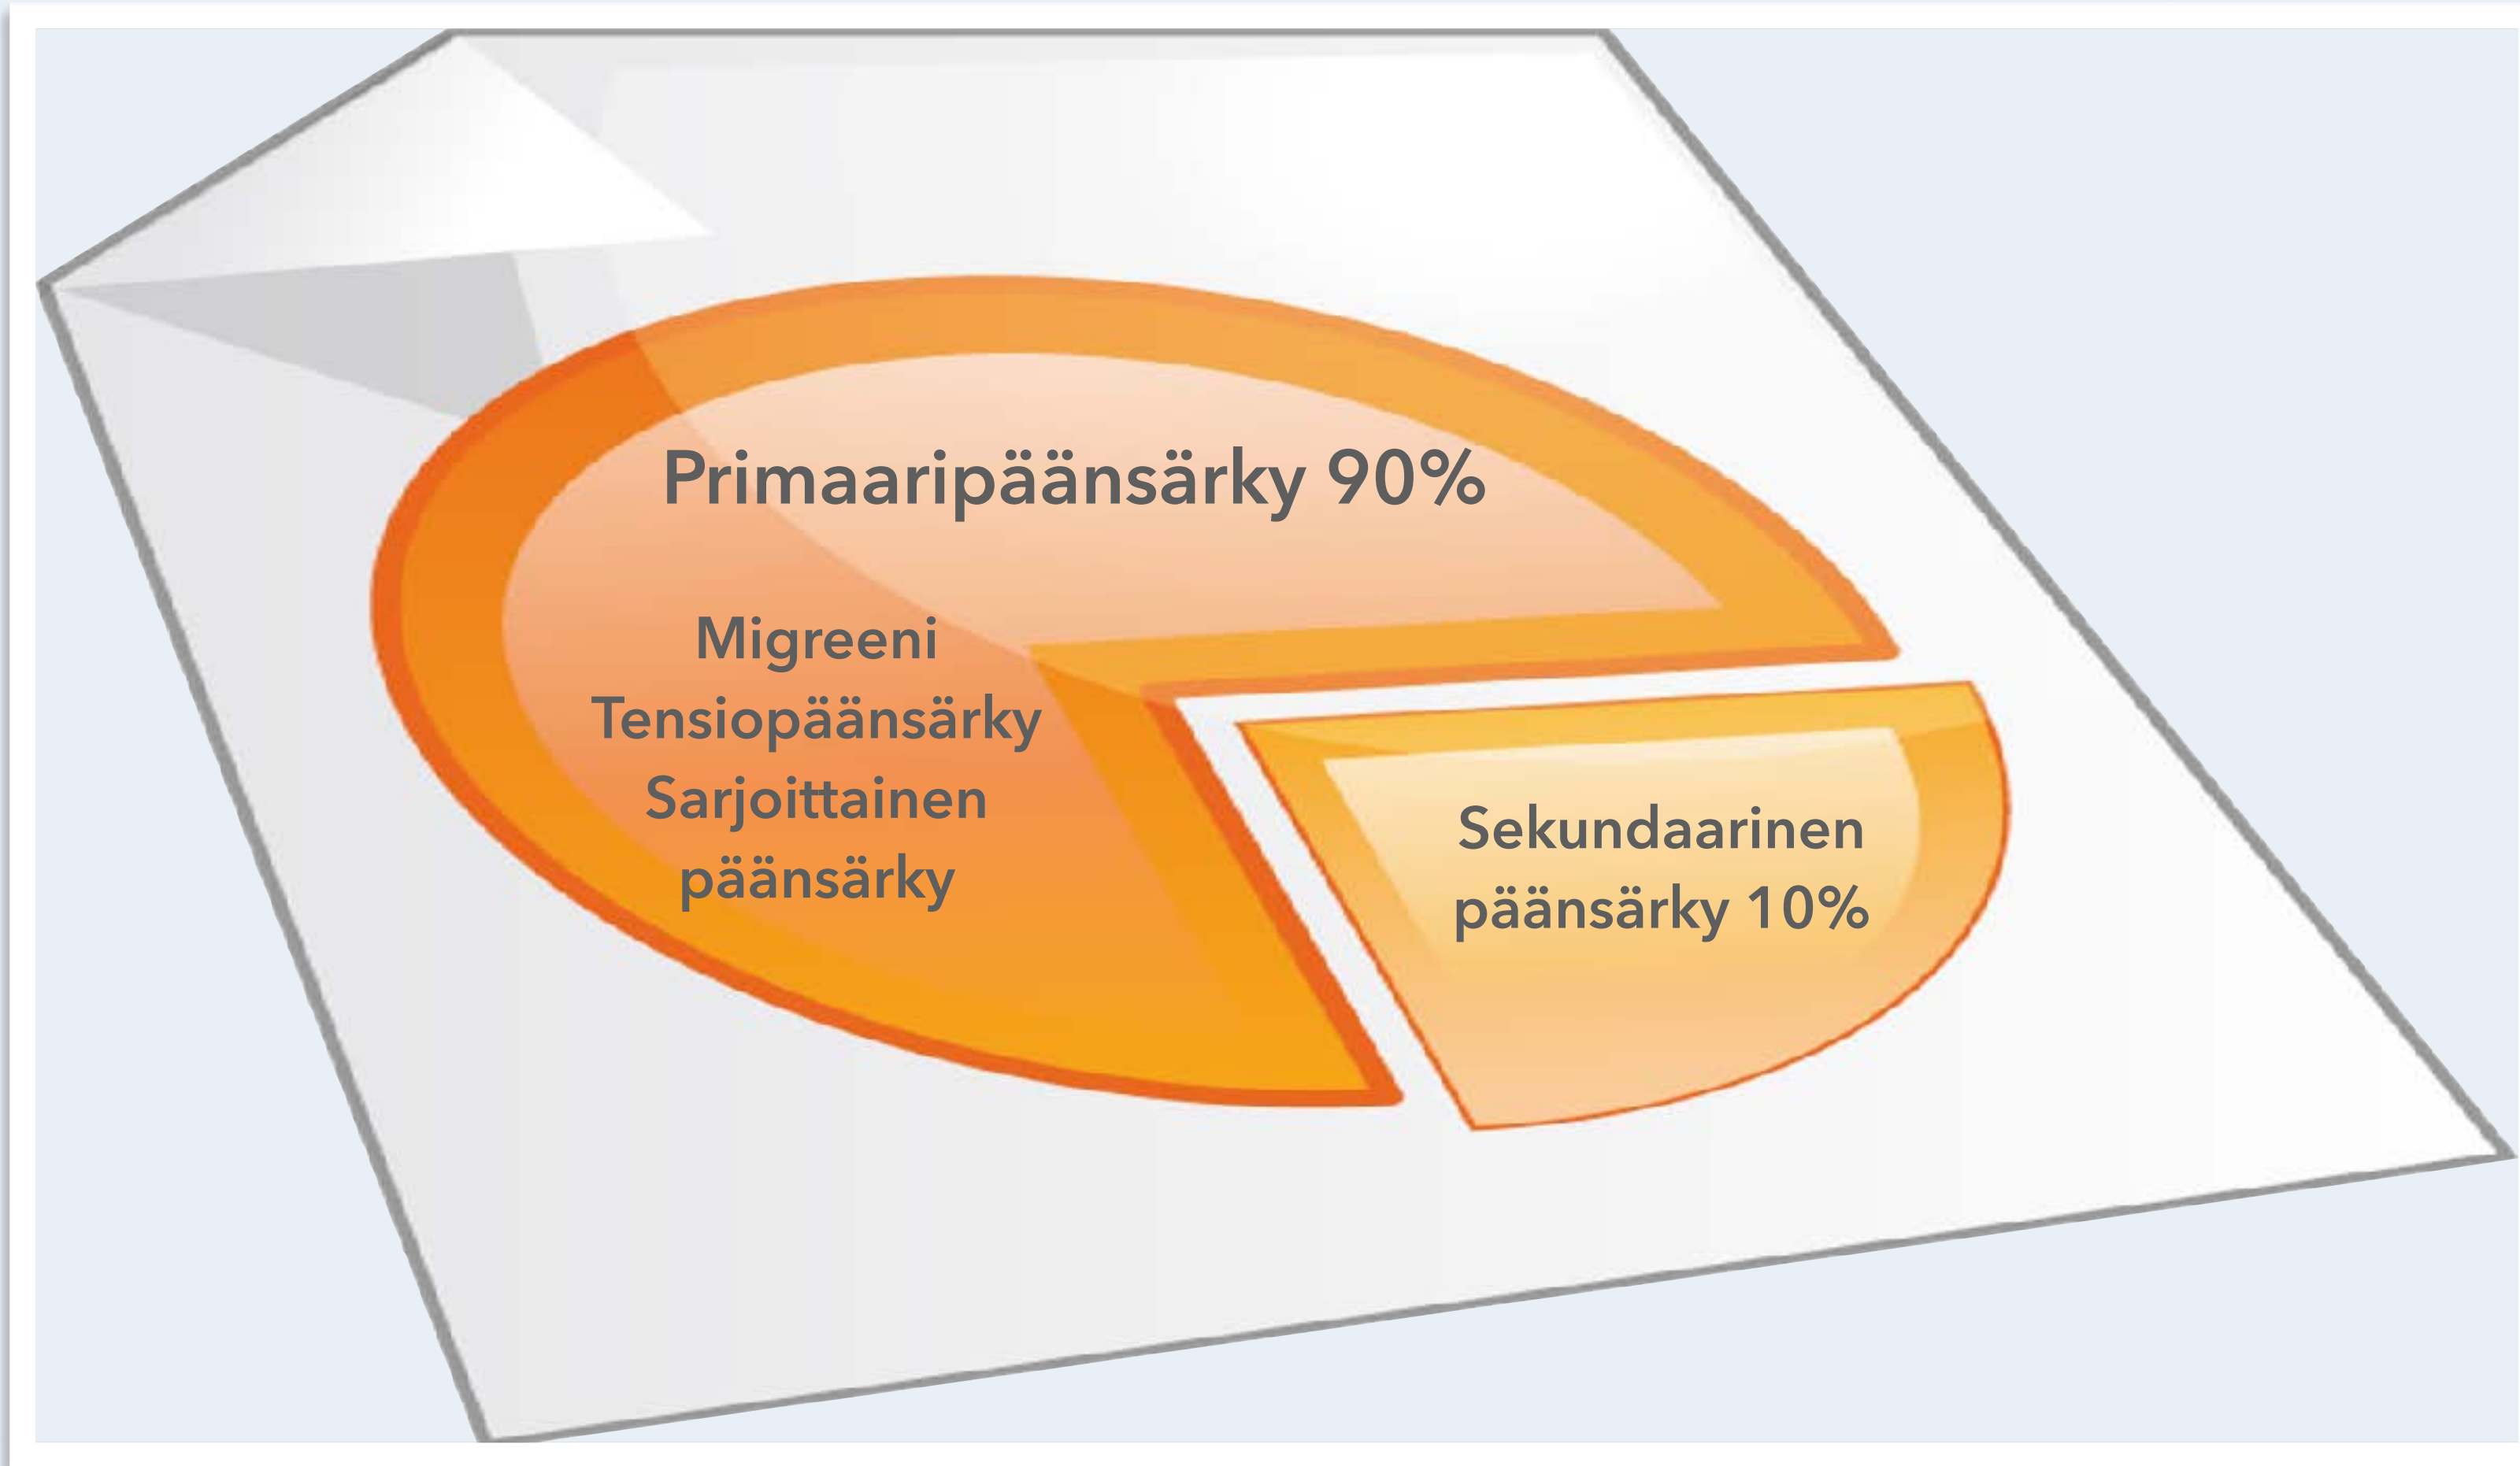 Primaaripäänsärky 90%
Migreeni
Tensiopäänsärky
Sarjoittainen
päänsärky
Sekundaarinen
päänsärky 10%